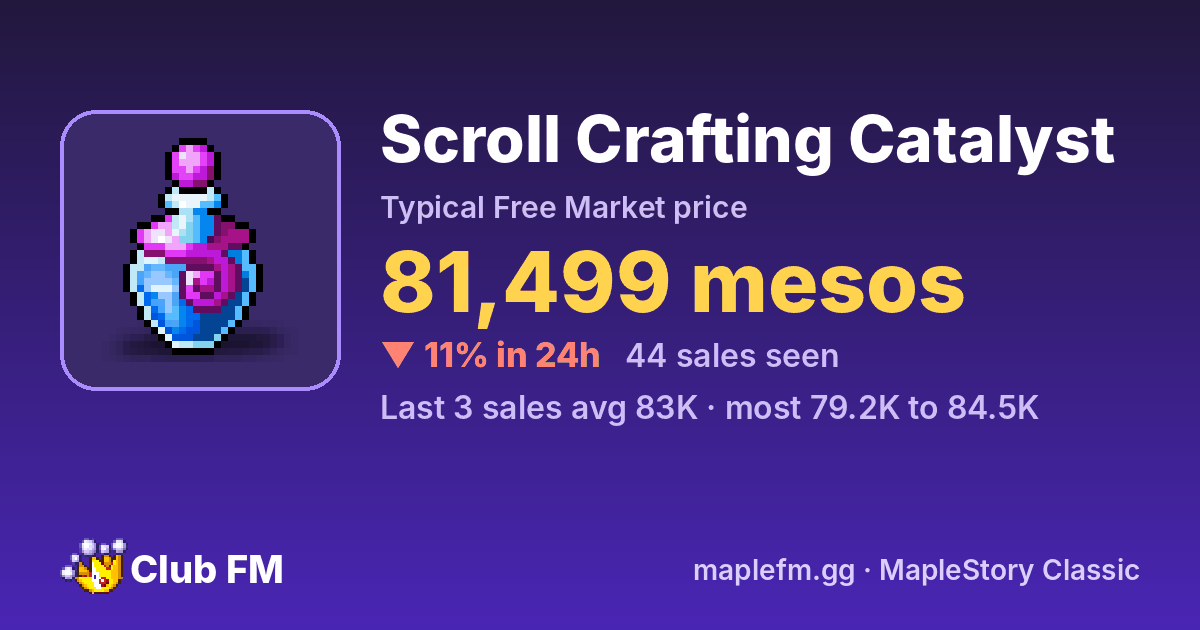 Scroll Crafting Catalyst
Typical Free Market price
81,499 mesos
▼ 11% in 24h 44 sales seen
Last 3 sales avg 83K · most 79.2K to 84.5K
Club FM
maplefm.gg · MapleStory Classic